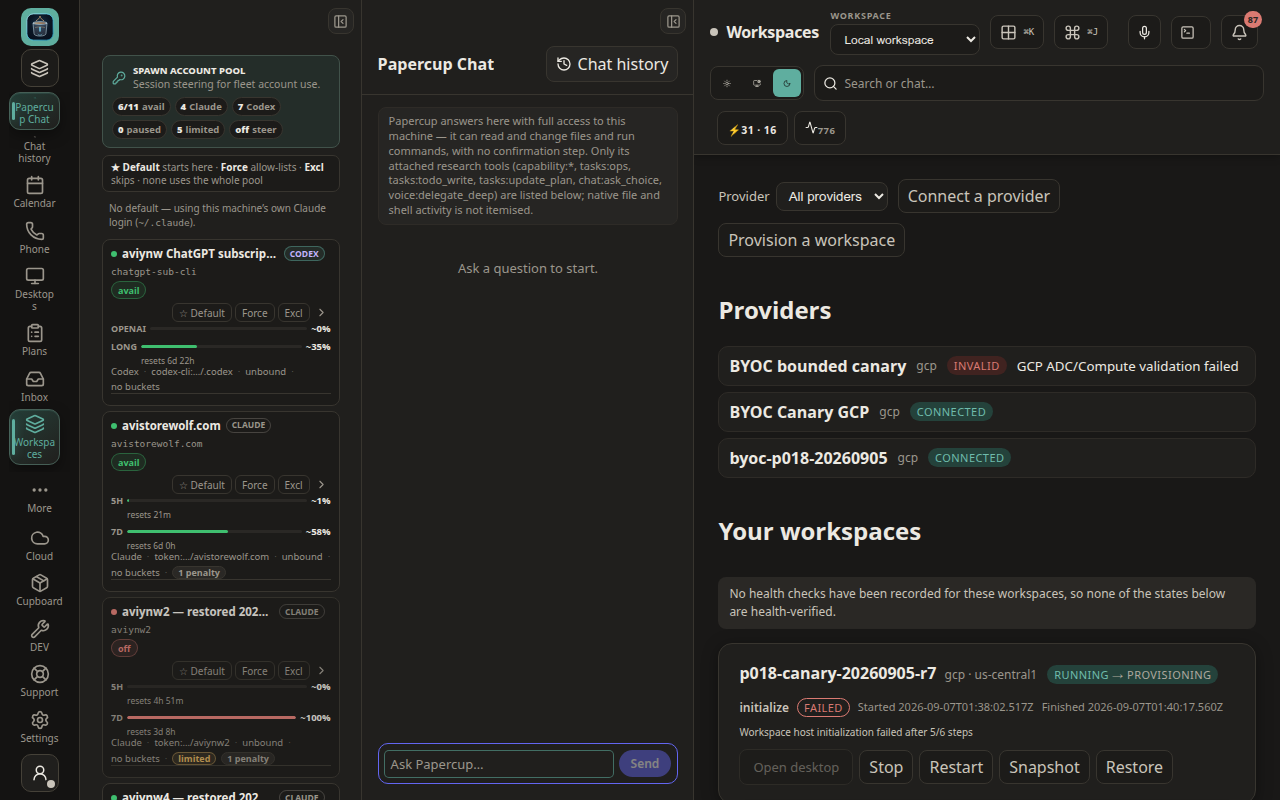 Papercu
p Chat
Chat
history
Calendar
Phone
Desktop
s
Plans
Inbox
Workspa
ces
More
Cloud
Cupboard
DEV
Support
Settings
SPAWN ACCOUNT POOL
Session steering for fleet account use.
6/11 avail 4 Claude 7 Codex
0 paused 5 limited off steer
★ Default starts here · Force allow-lists · Excl
skips · none uses the whole pool
No default — using this machine's own Claude
login (~/.claude).
aviynw ChatGPT subscrip... CODEX
chatgpt-sub-cli
avail
☆ Default Force Excl
OPENAI ~0%
LONG ~35%
resets 6d 22h
Codex · codex-cli:.../.codex · unbound ·
no buckets
avistorewolf.com CLAUDE
avistorewolf.com
avail
☆ Default Force Excl
5H ~1%
resets 21m
7D ~58%
resets 6d 0h
Claude · token:.../avistorewolf.com · unbound ·
no buckets · 1 penalty
aviynw2 — restored 202... CLAUDE
aviynw2
off
☆ Default Force Excl
5H ~0%
resets 4h 51m
7D ~100%
resets 3d 8h
Claude · token:.../aviynw2 · unbound ·
no buckets · limited 1 penalty
aviynw4 — restored 202... CLAUDE
Papercup Chat
Chat history
Papercup answers here with full access to this
machine — it can read and change files and run
commands, with no confirmation step. Only its
attached research tools (capability:*, tasks:ops,
tasks:todo_write, tasks:update_plan, chat:ask_choice,
voice:delegate_deep) are listed below; native file and
shell activity is not itemised.
Ask a question to start.
Ask Papercup...
Send
WORKSPACE
Workspaces
Local workspace
⌘K
⌘J
87
Search or chat...
⚡31 · 16
776
Provider All providers Connect a provider
Provision a workspace
Providers
BYOC bounded canary gcp INVALID GCP ADC/Compute validation failed
BYOC Canary GCP gcp CONNECTED
byoc-p018-20260905 gcp CONNECTED
Your workspaces
No health checks have been recorded for these workspaces, so none of the states below
are health-verified.
p018-canary-20260905-r7 gcp · us-central1 RUNNING → PROVISIONING
initialize FAILED Started 2026-09-07T01:38:02.517Z Finished 2026-09-07T01:40:17.560Z
Workspace host initialization failed after 5/6 steps
Open desktop Stop Restart Snapshot Restore